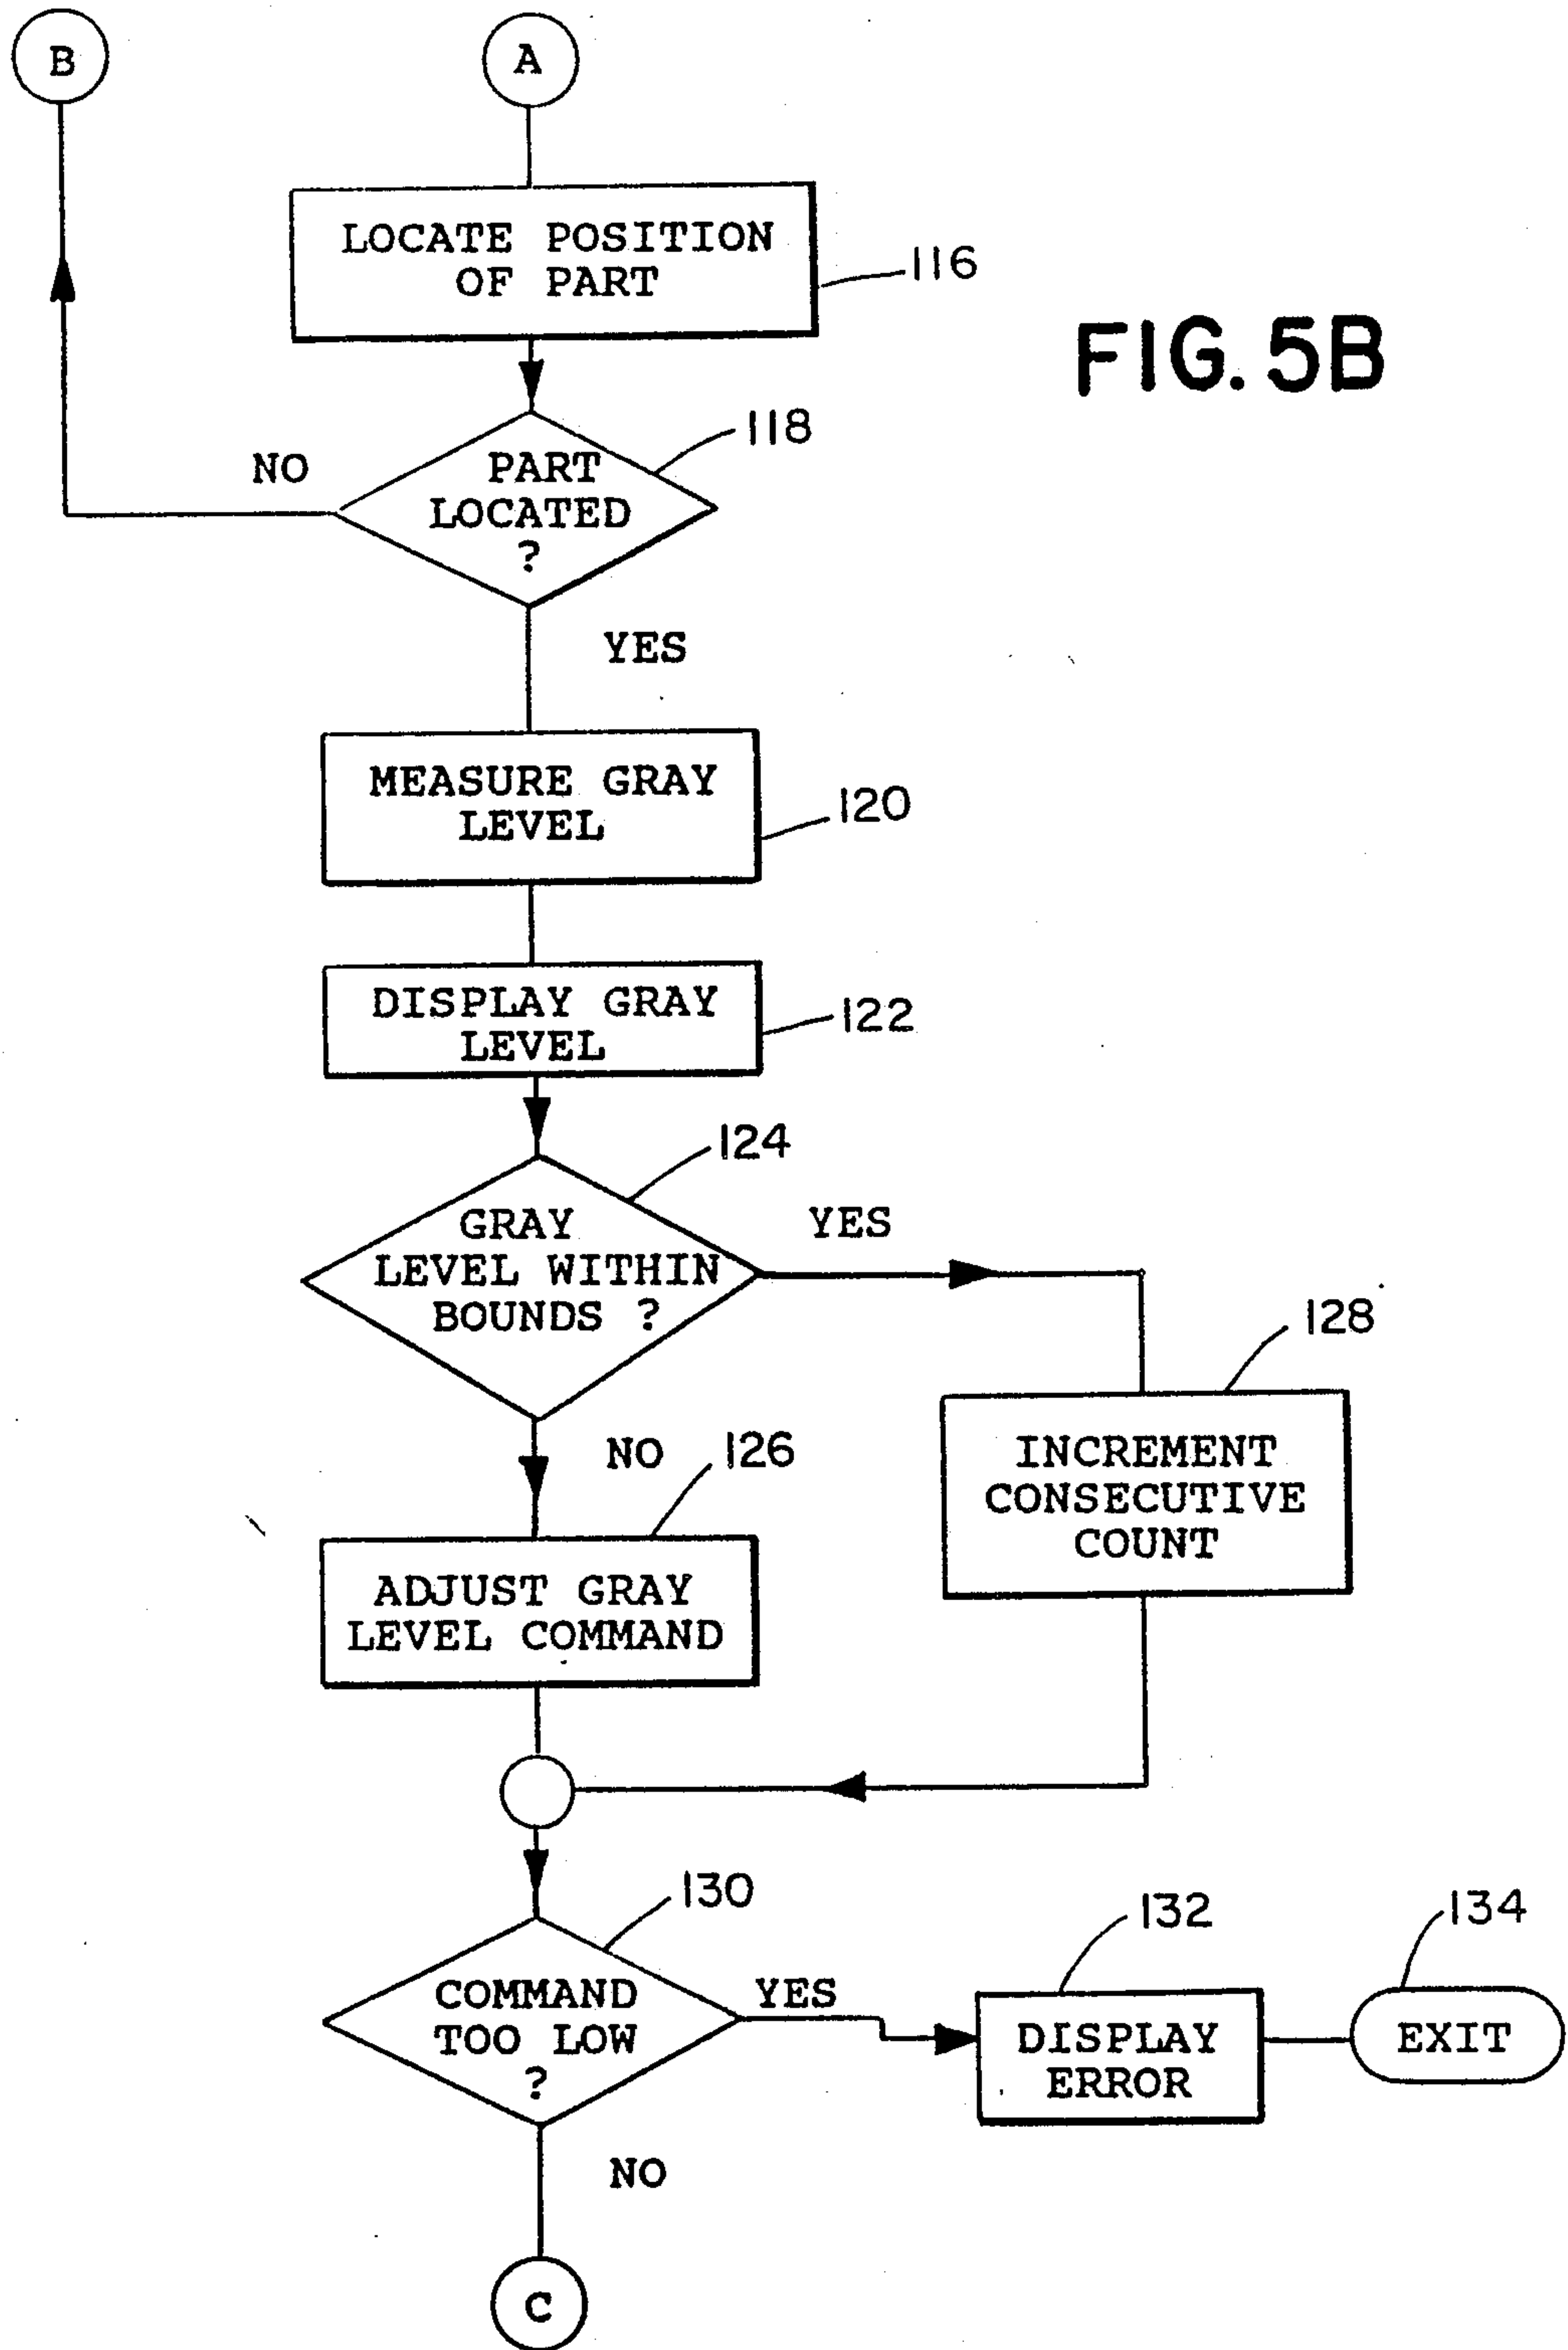 B
A
LOCATE POSITION
OF PART
116
FIG. 5B
118
NO
PART
LOCATED
?
YES
MEASURE GRAY
LEVEL
120
DISPLAY GRAY
LEVEL
122
124
GRAY
LEVEL WITHIN
BOUNDS ?
YES
128
NO
126
INCREMENT
CONSECUTIVE
COUNT
ADJUST GRAY
LEVEL COMMAND
130
132
134
COMMAND
TOO LOW
?
YES
DISPLAY
ERROR
EXIT
NO
C